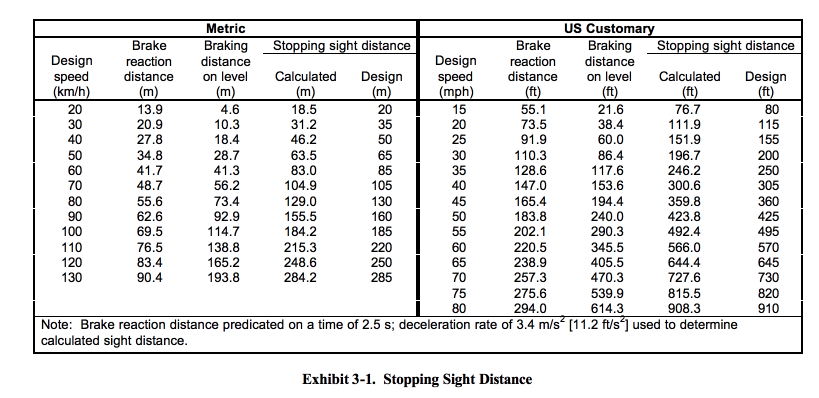 Metric US Customary
Brake Braking Stopping sight distance Brake Braking Stopping sight distance
Design reaction distance Design reaction distance
speed distance on level Calculated Design speed distance on level Calculated Design
(km/h) (m) (m) (m) (m) (mph) (ft) (ft) (ft) (ft)
20 13.9 4.6 18.5 20 15 55.1 21.6 76.7 80
30 20.9 10.3 31.2 35 20 73.5 38.4 111.9 115
40 27.8 18.4 46.2 50 25 91.9 60.0 151.9 155
50 34.8 28.7 63.5 65 30 110.3 86.4 196.7 200
60 41.7 41.3 83.0 85 35 128.6 117.6 246.2 250
70 48.7 56.2 104.9 105 40 147.0 153.6 300.6 305
80 55.6 73.4 129.0 130 45 165.4 194.4 359.8 360
90 62.6 92.9 155.5 160 50 183.8 240.0 423.8 425
100 69.5 114.7 184.2 185 55 202.1 290.3 492.4 495
110 76.5 138.8 215.3 220 60 220.5 345.5 566.0 570
120 83.4 165.2 248.6 250 65 238.9 405.5 644.4 645
130 90.4 193.8 284.2 285 70 257.3 470.3 727.6 730
75 275.6 539.9 815.5 820
80 294.0 614.3 908.3 910
Note: Brake reaction distance predicated on a time of 2.5 s; deceleration rate of 3.4 m/s² [11.2 ft/s²] used to determine
calculated sight distance.
Exhibit 3-1. Stopping Sight Distance